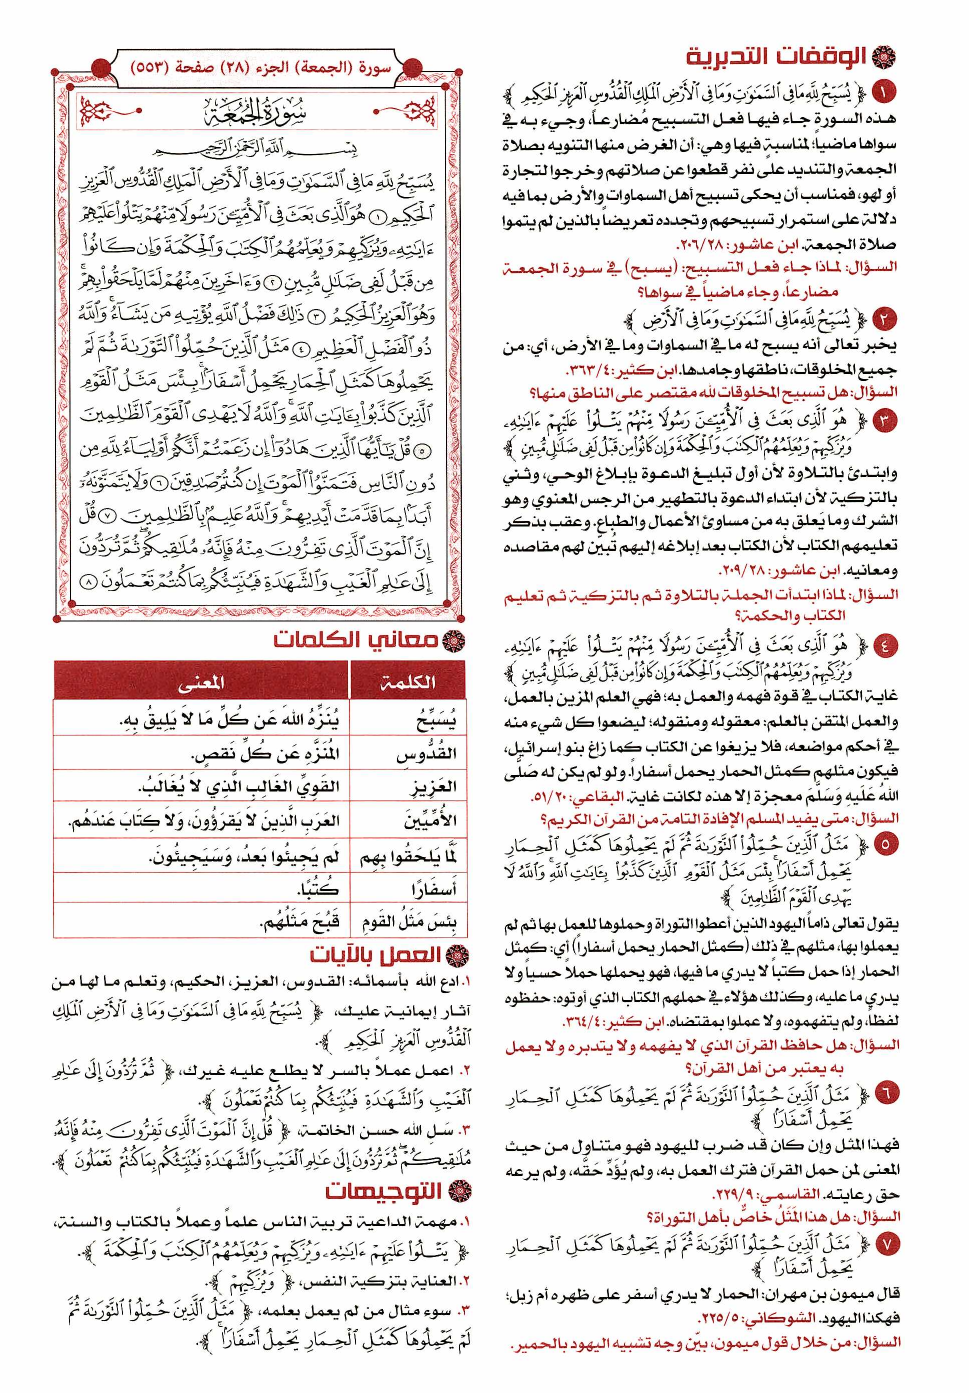 الوقفات التدبرية
١ ﴿ يُسَبِّحُ لِلَّهِ مَا فِي ٱلسَّمَٰوَٰتِ وَمَا فِي ٱلْأَرْضِ ٱلْمَلِكِ ٱلْقُدُّوسِ ٱلْعَزِيزِ ٱلْحَكِيمِ ﴾
هذه السورة جاء فيها فعل التسبيح مُضارعاً، وجيء به في
سواها ماضياً؛ لمناسبةٍ فيها وهي: أن الغرض منها التنويه بصلاة
الجمعة والتنديد على نفر قطعوا عن صلاتهم وخرجوا لتجارة
أو لهو، فمناسب أن يحكى تسبيح أهل السماوات والأرض بما فيه
دلالة على استمرار تسبيحهم وتجدده تعريضاً بالذين لم يتموا
صلاة الجمعة. ابن عاشور: ٢٠٦/٢٨.
السؤال: لماذا جاء فعل التسبيح: (يسبح) في سورة الجمعة
مضارعاً، وجاء ماضياً في سواها؟
٢ ﴿ يُسَبِّحُ لِلَّهِ مَا فِي ٱلسَّمَٰوَٰتِ وَمَا فِي ٱلْأَرْضِ ﴾
يخبر تعالى أنه يسبح له ما في السماوات وما في الأرض، أي: من
جميع المخلوقات، ناطقها وجامدها. ابن كثير: ٣٦٣/٤.
السؤال: هل تسبيح المخلوقات لله مقتصر على الناطق منها؟
٣ ﴿ هُوَ ٱلَّذِي بَعَثَ فِي ٱلْأُمِّيِّـۧنَ رَسُولًا مِّنْهُمْ يَتْلُوا۟ عَلَيْهِمْ ءَايَٰتِهِۦ
وَيُزَكِّيهِمْ وَيُعَلِّمُهُمُ ٱلْكِتَٰبَ وَٱلْحِكْمَةَ وَإِن كَانُوا۟ مِن قَبْلُ لَفِي ضَلَٰلٍ مُّبِينٍ ﴾
وابتدئ بالتلاوة لأن أول تبليغ الدعوة بإبلاغ الوحي، وثني
بالتزكية لأن ابتداء الدعوة بالتطهير من الرجس المعنوي وهو
الشرك وما يَعلق به من مساوئ الأعمال والطباع. وعقب بذكر
تعليمهم الكتاب لأن الكتاب بعد إبلاغه إليهم تُبيّن لهم مقاصده
ومعانيه. ابن عاشور: ٢٠٩/٢٨.
السؤال: لماذا ابتدأت الجملة بالتلاوة ثم بالتزكية ثم تعليم
الكتاب والحكمة؟
٤ ﴿ هُوَ ٱلَّذِي بَعَثَ فِي ٱلْأُمِّيِّـۧنَ رَسُولًا مِّنْهُمْ يَتْلُوا۟ عَلَيْهِمْ ءَايَٰتِهِۦ
وَيُزَكِّيهِمْ وَيُعَلِّمُهُمُ ٱلْكِتَٰبَ وَٱلْحِكْمَةَ وَإِن كَانُوا۟ مِن قَبْلُ لَفِي ضَلَٰلٍ مُّبِينٍ ﴾
غاية الكتاب في قوة فهمه والعمل به؛ فهي العلم المزين بالعمل،
والعمل المتقن بالعلم: معقوله ومنقوله؛ ليضعوا كل شيء منه
في أحكم مواضعه، فلا يزيغوا عن الكتاب كما زاغ بنو إسرائيل،
فيكون مثلهم كمثل الحمار يحمل أسفاراً. ولو لم يكن له صَلَّى
اللهُ عَلَيهِ وَسَلَّمَ معجزة إلا هذه لكانت غاية. البقاعي: ٥١/٢٠.
السؤال: متى يفيد المسلم الإفادة التامة من القرآن الكريم؟
٥ ﴿ مَثَلُ ٱلَّذِينَ حُمِّلُوا۟ ٱلتَّوْرَىٰةَ ثُمَّ لَمْ يَحْمِلُوهَا كَمَثَلِ ٱلْحِمَارِ
يَحْمِلُ أَسْفَارًۢا ۚ بِئْسَ مَثَلُ ٱلْقَوْمِ ٱلَّذِينَ كَذَّبُوا۟ بِـَٔايَٰتِ ٱللَّهِ ۚ وَٱللَّهُ لَا
يَهْدِي ٱلْقَوْمَ ٱلظَّٰلِمِينَ ﴾
يقول تعالى ذاماً اليهود الذين أعطوا التوراة وحملوها للعمل بها ثم لم
يعملوا بها، مثلهم في ذلك (كمثل الحمار يحمل أسفاراً) أي: كمثل
الحمار إذا حمل كتباً لا يدري ما فيها، فهو يحملها حملاً حسياً ولا
يدري ما عليه، وكذلك هؤلاء في حملهم الكتاب الذي أوتوه: حفظوه
لفظاً، ولم يتفهموه، ولا عملوا بمقتضاه. ابن كثير: ٣٦٤/٤.
السؤال: هل حافظ القرآن الذي لا يفهمه ولا يتدبره ولا يعمل
به يعتبر من أهل القرآن؟
٦ ﴿ مَثَلُ ٱلَّذِينَ حُمِّلُوا۟ ٱلتَّوْرَىٰةَ ثُمَّ لَمْ يَحْمِلُوهَا كَمَثَلِ ٱلْحِمَارِ
يَحْمِلُ أَسْفَارًۢا ﴾
فهذا المثل وإن كان قد ضرب لليهود فهو متناول من حيث
المعنى لمن حمل القرآن فترك العمل به، ولم يُؤَدِّ حقّه، ولم يرعه
حق رعايته. القاسمي: ٢٢٩/٩.
السؤال: هل هذا المَثَلُ خاصٌّ بأهل التوراة؟
٧ ﴿ مَثَلُ ٱلَّذِينَ حُمِّلُوا۟ ٱلتَّوْرَىٰةَ ثُمَّ لَمْ يَحْمِلُوهَا كَمَثَلِ ٱلْحِمَارِ
يَحْمِلُ أَسْفَارًۢا ﴾
قال ميمون بن مهران: الحمار لا يدري أسفر على ظهره أم زبل؛
فهكذا اليهود. الشوكاني: ٢٢٥/٥.
السؤال: من خلال قول ميمون، بيّن وجه تشبيه اليهود بالحمير.
سورة (الجمعة) الجزء (٢٨) صفحة (٥٥٣)
سُورَةُ الجُمُعَةِ
بِسْمِ ٱللَّهِ ٱلرَّحْمَٰنِ ٱلرَّحِيمِ
يُسَبِّحُ لِلَّهِ مَا فِي ٱلسَّمَٰوَٰتِ وَمَا فِي ٱلْأَرْضِ ٱلْمَلِكِ ٱلْقُدُّوسِ ٱلْعَزِيزِ
ٱلْحَكِيمِ ١ هُوَ ٱلَّذِي بَعَثَ فِي ٱلْأُمِّيِّـۧنَ رَسُولًا مِّنْهُمْ يَتْلُوا۟ عَلَيْهِمْ
ءَايَٰتِهِۦ وَيُزَكِّيهِمْ وَيُعَلِّمُهُمُ ٱلْكِتَٰبَ وَٱلْحِكْمَةَ وَإِن كَانُوا۟
مِن قَبْلُ لَفِي ضَلَٰلٍ مُّبِينٍ ٢ وَءَاخَرِينَ مِنْهُمْ لَمَّا يَلْحَقُوا۟ بِهِمْ ۚ
وَهُوَ ٱلْعَزِيزُ ٱلْحَكِيمُ ٣ ذَٰلِكَ فَضْلُ ٱللَّهِ يُؤْتِيهِ مَن يَشَآءُ ۚ وَٱللَّهُ
ذُو ٱلْفَضْلِ ٱلْعَظِيمِ ٤ مَثَلُ ٱلَّذِينَ حُمِّلُوا۟ ٱلتَّوْرَىٰةَ ثُمَّ لَمْ
يَحْمِلُوهَا كَمَثَلِ ٱلْحِمَارِ يَحْمِلُ أَسْفَارًۢا ۚ بِئْسَ مَثَلُ ٱلْقَوْمِ
ٱلَّذِينَ كَذَّبُوا۟ بِـَٔايَٰتِ ٱللَّهِ ۚ وَٱللَّهُ لَا يَهْدِي ٱلْقَوْمَ ٱلظَّٰلِمِينَ
٥ قُلْ يَٰٓأَيُّهَا ٱلَّذِينَ هَادُوٓا۟ إِن زَعَمْتُمْ أَنَّكُمْ أَوْلِيَآءُ لِلَّهِ مِن
دُونِ ٱلنَّاسِ فَتَمَنَّوُا۟ ٱلْمَوْتَ إِن كُنتُمْ صَٰدِقِينَ ٦ وَلَا يَتَمَنَّوْنَهُۥٓ
أَبَدًۢا بِمَا قَدَّمَتْ أَيْدِيهِمْ ۚ وَٱللَّهُ عَلِيمٌۢ بِٱلظَّٰلِمِينَ ٧ قُلْ
إِنَّ ٱلْمَوْتَ ٱلَّذِي تَفِرُّونَ مِنْهُ فَإِنَّهُۥ مُلَٰقِيكُمْ ۖ ثُمَّ تُرَدُّونَ
إِلَىٰ عَٰلِمِ ٱلْغَيْبِ وَٱلشَّهَٰدَةِ فَيُنَبِّئُكُم بِمَا كُنتُمْ تَعْمَلُونَ ٨
معاني الكلمات
الكلمة المعنى
يُسَبِّحُ يُنَزِّهُ اللهَ عَن كُلِّ مَا لاَ يَلِيقُ بِهِ.
القُدُّوسِ المُنَزَّهِ عَن كُلِّ نَقصٍ.
العَزِيزِ القَوِيِّ الغَالِبِ الَّذِي لاَ يُغَالَبُ.
الأُمِّيِّينَ العَرَبِ الَّذِينَ لاَ يَقرَؤُونَ، وَلاَ كِتَابَ عَندَهُم.
لَمَّا يَلحَقُوا بِهِم لَم يَجِيئُوا بَعدُ، وَسَيَجِيئُونَ.
أَسفَارًا كُتُبًا.
بِئسَ مَثَلُ القَومِ قَبُحَ مَثَلُهُم.
العمل بالآيات
١. ادع الله بأسمائه: القدوس، العزيز، الحكيم، وتعلم ما لها من
آثار إيمانية عليك، ﴿ يُسَبِّحُ لِلَّهِ مَا فِي ٱلسَّمَٰوَٰتِ وَمَا فِي ٱلْأَرْضِ ٱلْمَلِكِ
ٱلْقُدُّوسِ ٱلْعَزِيزِ ٱلْحَكِيمِ ﴾.
٢. اعمل عملاً بالسر لا يطلع عليه غيرك، ﴿ ثُمَّ تُرَدُّونَ إِلَىٰ عَٰلِمِ
ٱلْغَيْبِ وَٱلشَّهَٰدَةِ فَيُنَبِّئُكُم بِمَا كُنتُمْ تَعْمَلُونَ ﴾.
٣. سَلِ الله حسن الخاتمة، ﴿ قُلْ إِنَّ ٱلْمَوْتَ ٱلَّذِي تَفِرُّونَ مِنْهُ فَإِنَّهُۥ
مُلَٰقِيكُمْ ۖ ثُمَّ تُرَدُّونَ إِلَىٰ عَٰلِمِ ٱلْغَيْبِ وَٱلشَّهَٰدَةِ فَيُنَبِّئُكُم بِمَا كُنتُمْ تَعْمَلُونَ ﴾.
التوجيهات
١. مهمة الداعية تربية الناس علماً وعملاً بالكتاب والسنة،
﴿ يَتْلُوا۟ عَلَيْهِمْ ءَايَٰتِهِۦ وَيُزَكِّيهِمْ وَيُعَلِّمُهُمُ ٱلْكِتَٰبَ وَٱلْحِكْمَةَ ﴾.
٢. العناية بتزكية النفس، ﴿ وَيُزَكِّيهِمْ ﴾.
٣. سوء مثال من لم يعمل بعلمه، ﴿ مَثَلُ ٱلَّذِينَ حُمِّلُوا۟ ٱلتَّوْرَىٰةَ ثُمَّ
لَمْ يَحْمِلُوهَا كَمَثَلِ ٱلْحِمَارِ يَحْمِلُ أَسْفَارًۢا ﴾.